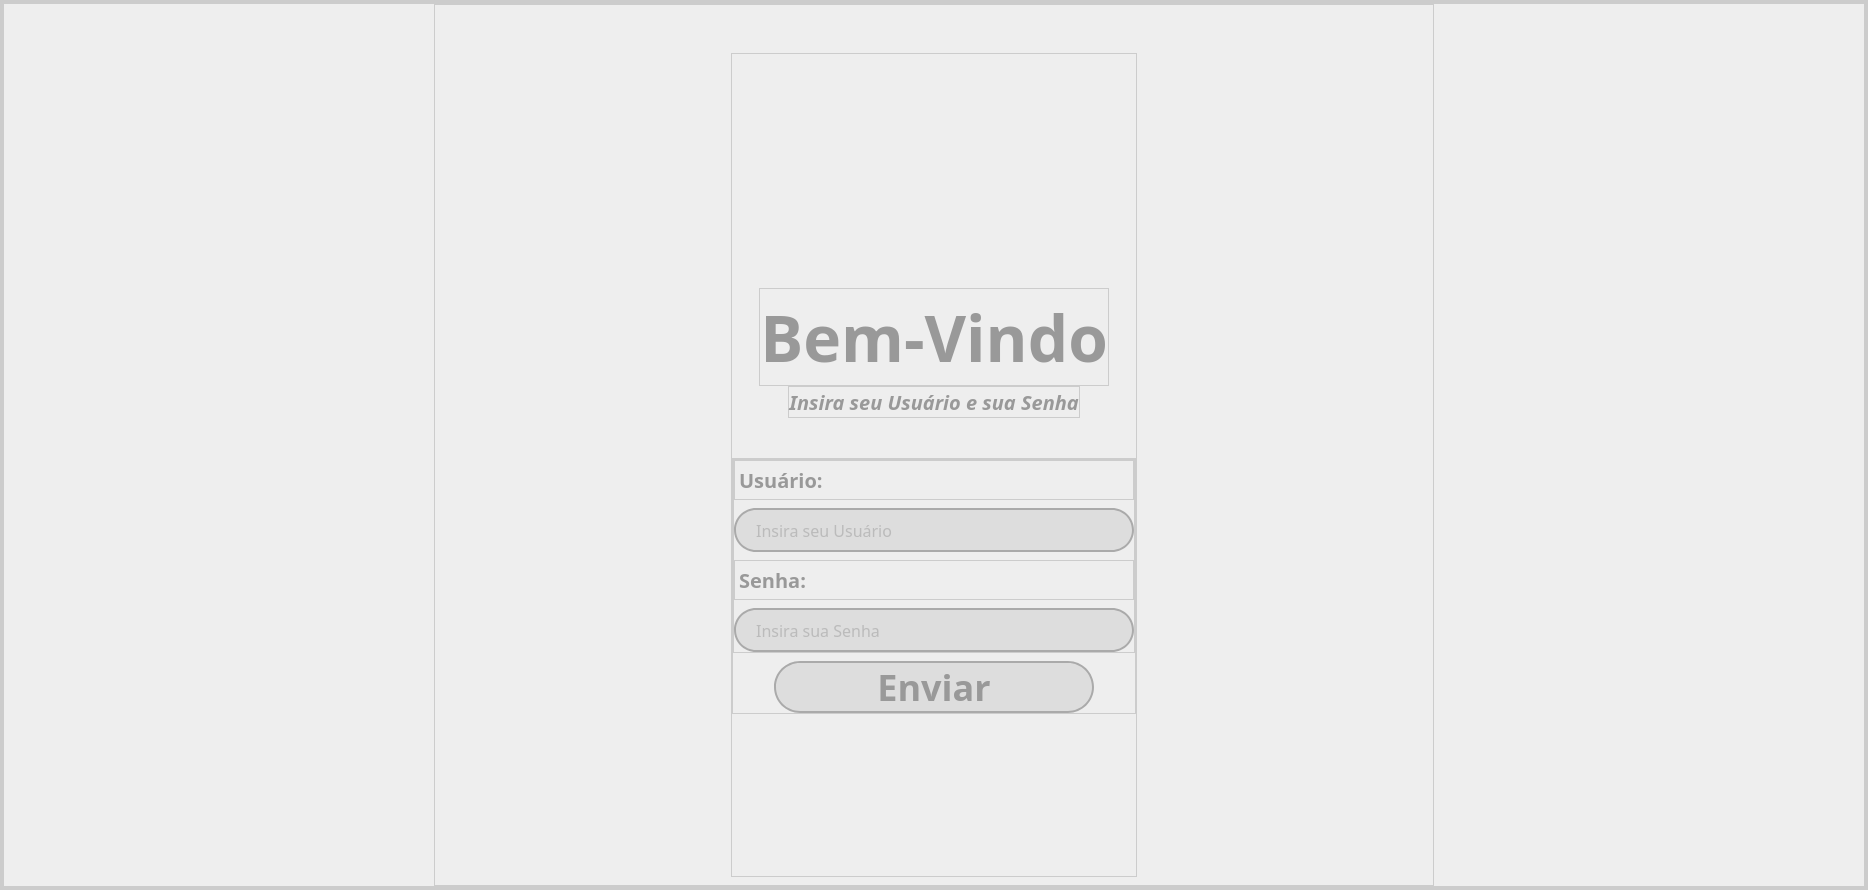 Bem-Vindo
Insira seu Usuário e sua Senha
Usuário:
Insira seu Usuário
Senha:
Insira sua Senha
Enviar